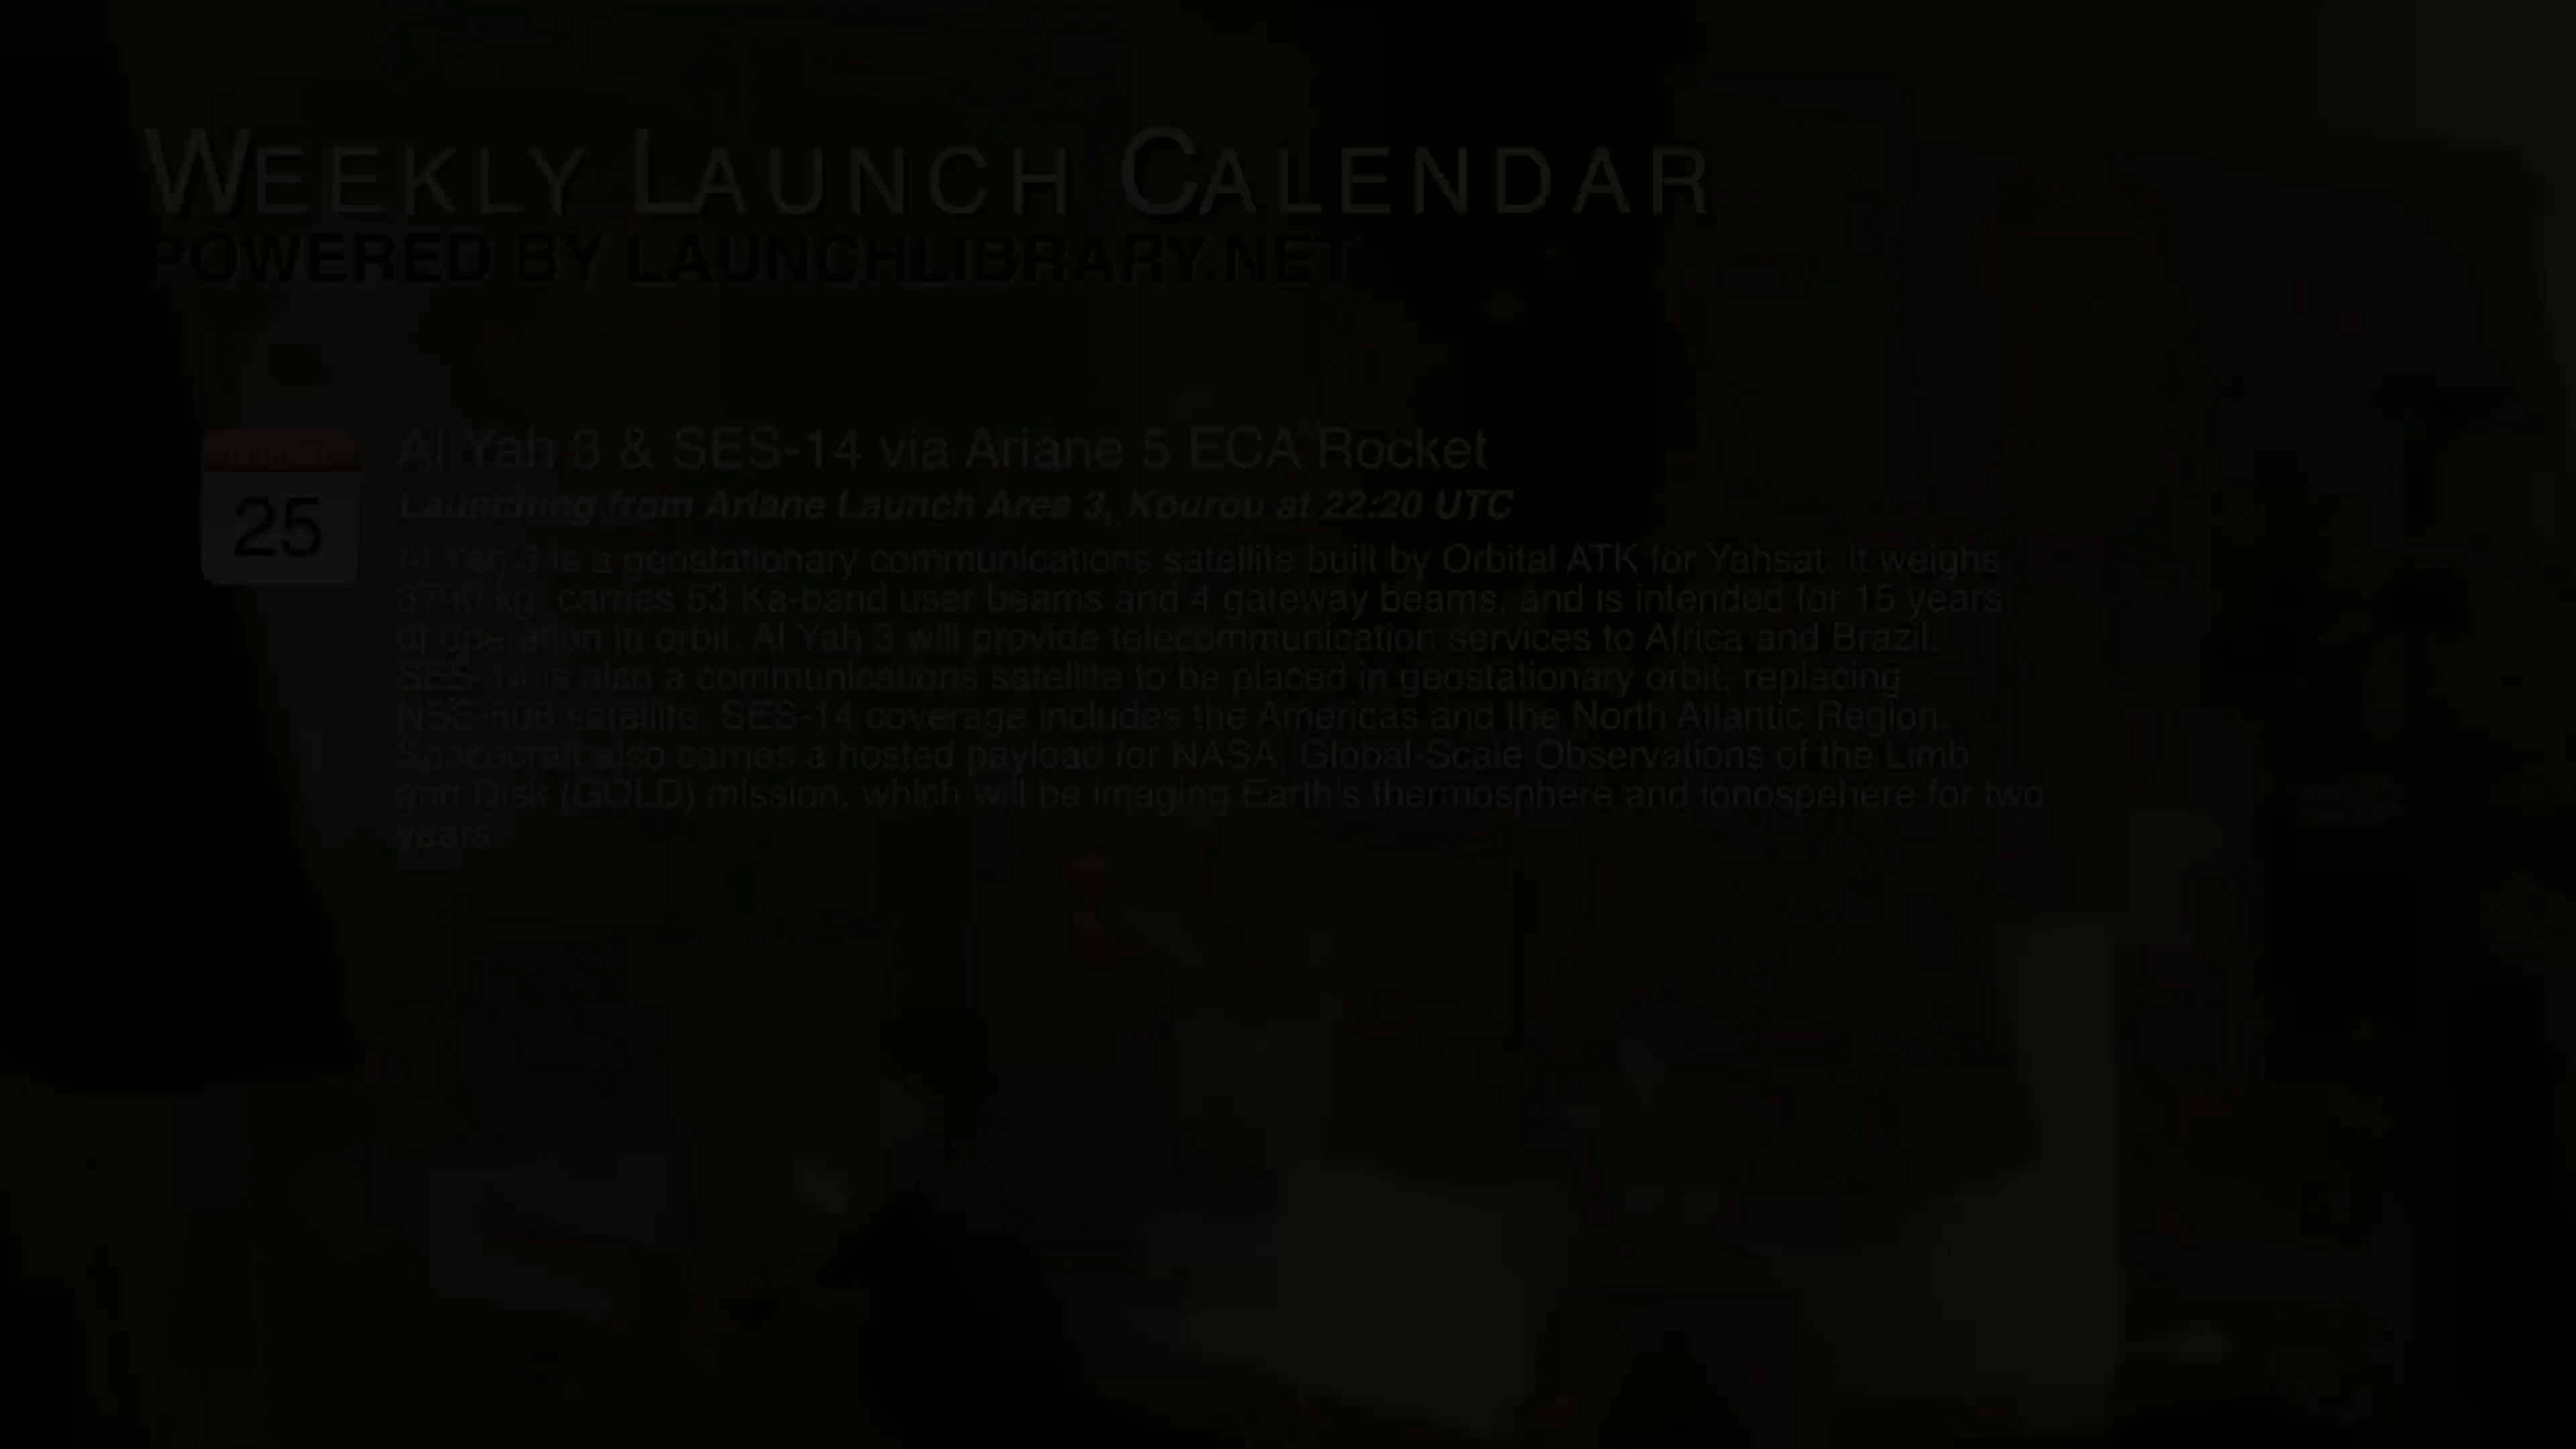 WEEKLY LAUNCH CALENDAR
POWERED BY LAUNCHLIBRARY.NET
25
Al Yah 3 & SES-14 via Ariane 5 ECA Rocket
Launching from Ariane Launch Area 3, Kourou at 22:20 UTC
Al Yah 3 is a geostationary communications satellite built by Orbital ATK for Yahsat. It weighs
3790 kg, carries 53 Ka-band user beams and 4 gateway beams, and is intended for 15 years
of operation in orbit. Al Yah 3 will provide telecommunication services to Africa and Brazil.
SES-14 is also a communications satellite to be placed in geostationary orbit, replacing
NSS-806 satellite. SES-14 coverage includes the Americas and the North Atlantic Region.
Spacecraft also carries a hosted payload for NASA, Global-Scale Observations of the Limb
and Disk (GOLD) mission, which will be imaging Earth's thermosphere and ionospehere for two
years.